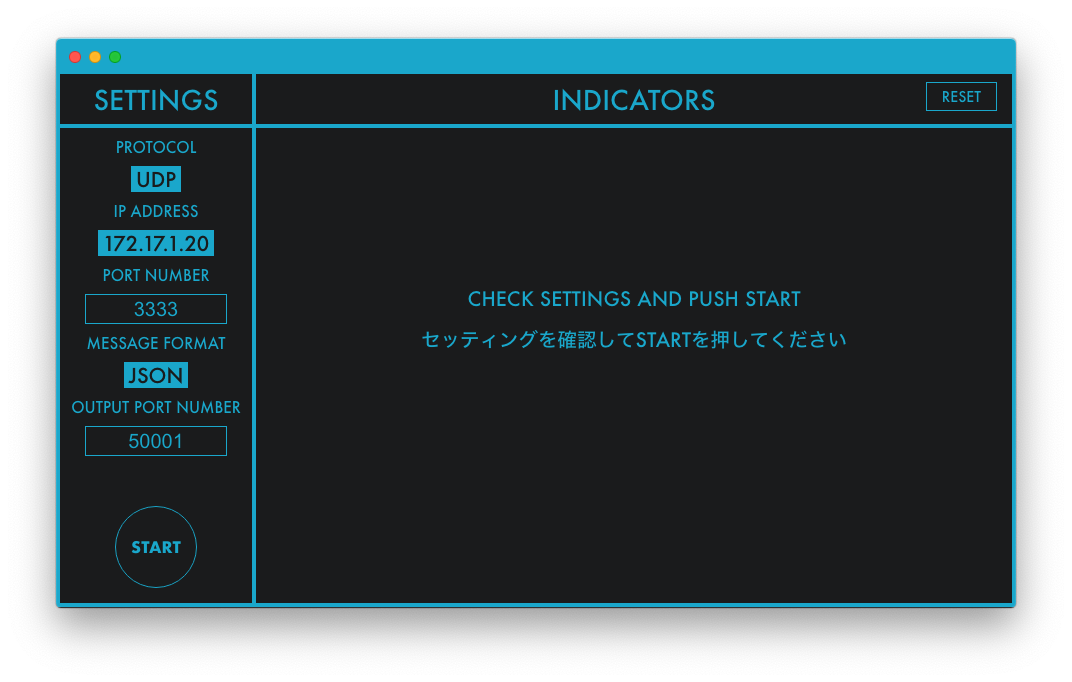 SETTINGS
INDICATORS
RESET
PROTOCOL
UDP
IP ADDRESS
172.17.1.20
PORT NUMBER
3333
MESSAGE FORMAT
JSON
OUTPUT PORT NUMBER
50001
START
CHECK SETTINGS AND PUSH START
セッティングを確認してSTARTを押してください